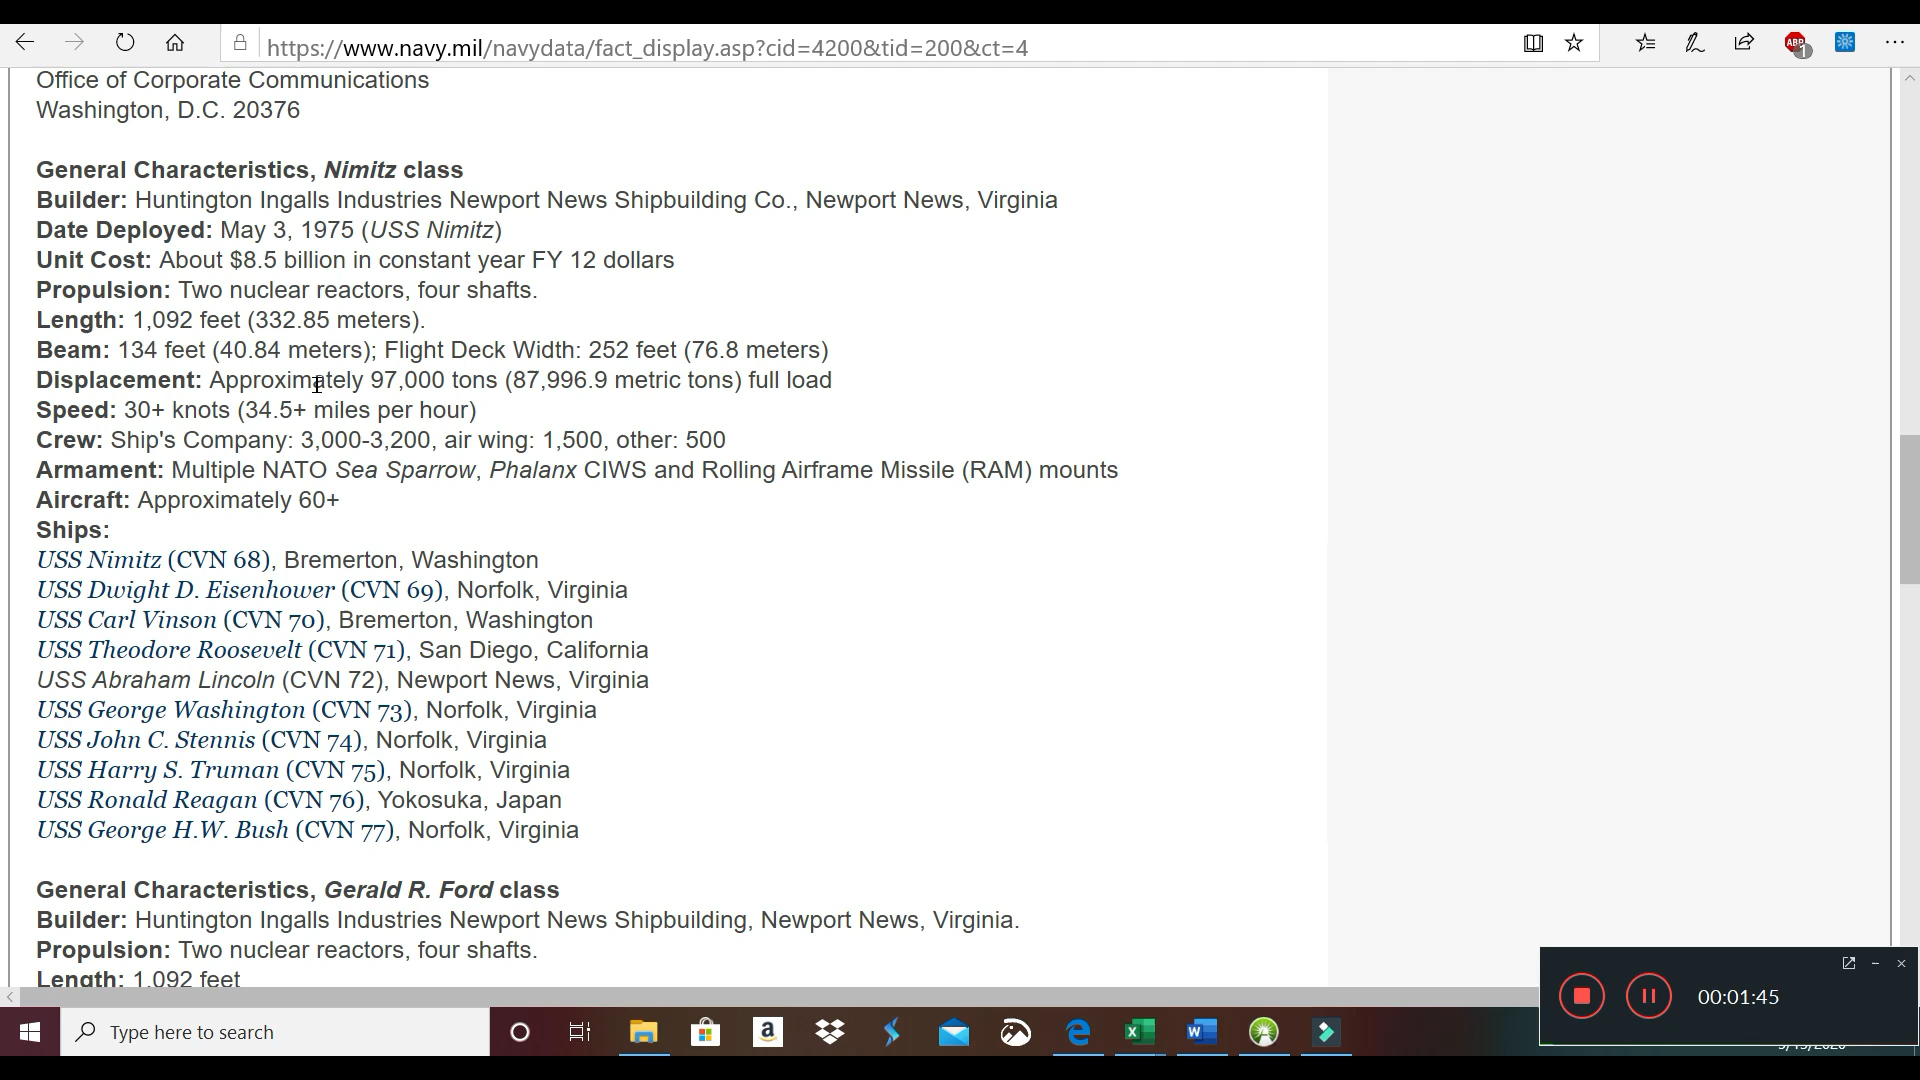 https://www.navy.mil/navydata/fact_display.asp?cid=4200&tid=200&ct=4
ABP
1
Office of Corporate Communications
Washington, D.C. 20376
General Characteristics, Nimitz class
Builder: Huntington Ingalls Industries Newport News Shipbuilding Co., Newport News, Virginia
Date Deployed: May 3, 1975 (USS Nimitz)
Unit Cost: About $8.5 billion in constant year FY 12 dollars
Propulsion: Two nuclear reactors, four shafts.
Length: 1,092 feet (332.85 meters).
Beam: 134 feet (40.84 meters); Flight Deck Width: 252 feet (76.8 meters)
Displacement: Approximately 97,000 tons (87,996.9 metric tons) full load
Speed: 30+ knots (34.5+ miles per hour)
Crew: Ship's Company: 3,000-3,200, air wing: 1,500, other: 500
Armament: Multiple NATO Sea Sparrow, Phalanx CIWS and Rolling Airframe Missile (RAM) mounts
Aircraft: Approximately 60+
Ships:
USS Nimitz (CVN 68), Bremerton, Washington
USS Dwight D. Eisenhower (CVN 69), Norfolk, Virginia
USS Carl Vinson (CVN 70), Bremerton, Washington
USS Theodore Roosevelt (CVN 71), San Diego, California
USS Abraham Lincoln (CVN 72), Newport News, Virginia
USS George Washington (CVN 73), Norfolk, Virginia
USS John C. Stennis (CVN 74), Norfolk, Virginia
USS Harry S. Truman (CVN 75), Norfolk, Virginia
USS Ronald Reagan (CVN 76), Yokosuka, Japan
USS George H.W. Bush (CVN 77), Norfolk, Virginia
General Characteristics, Gerald R. Ford class
Builder: Huntington Ingalls Industries Newport News Shipbuilding, Newport News, Virginia.
Propulsion: Two nuclear reactors, four shafts.
Length: 1,092 feet
00:01:45
Type here to search